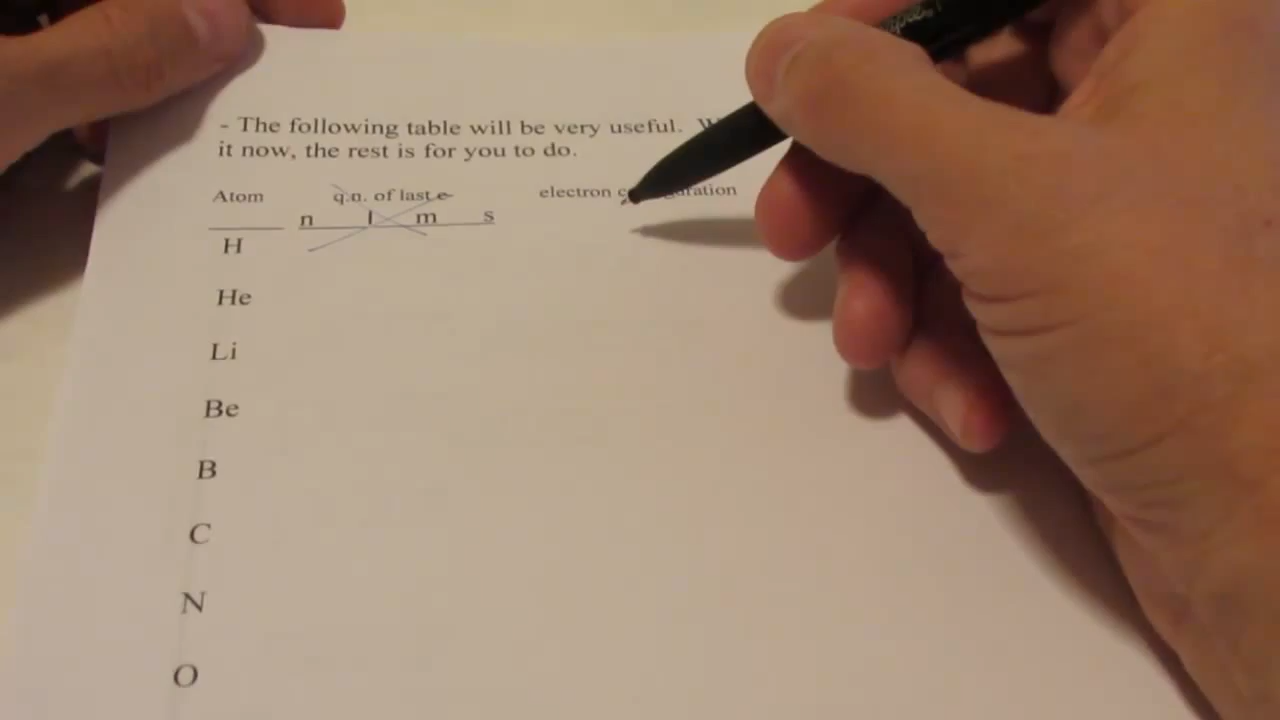 - The following table will be very useful.
it now, the rest is for you to do.
Atom q.n. of last e- electron
n l m s
H
He
Li
Be
B
C
N
O